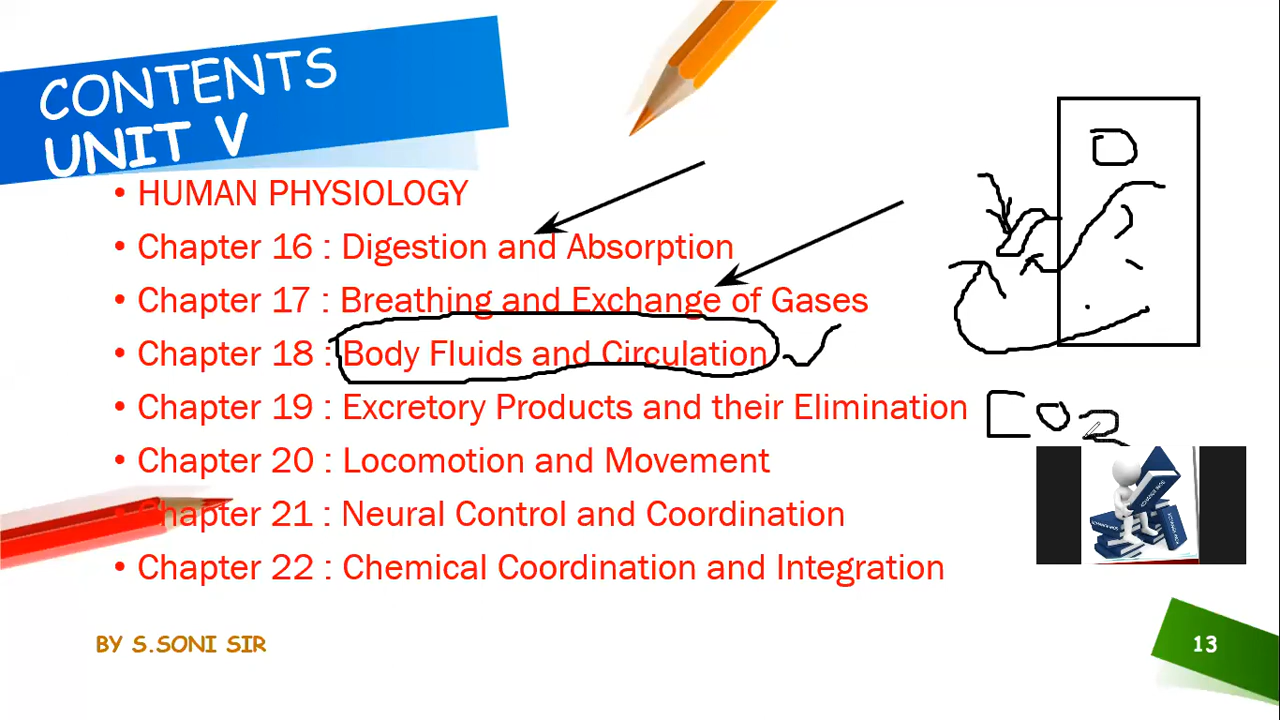 CONTENTS
UNIT V
• HUMAN PHYSIOLOGY
• Chapter 16 : Digestion and Absorption
• Chapter 17 : Breathing and Exchange of Gases
• Chapter 18 : Body Fluids and Circulation
• Chapter 19 : Excretory Products and their Elimination
• Chapter 20 : Locomotion and Movement
• Chapter 21 : Neural Control and Coordination
• Chapter 22 : Chemical Coordination and Integration
D
CO2
BY S.SONI SIR
13